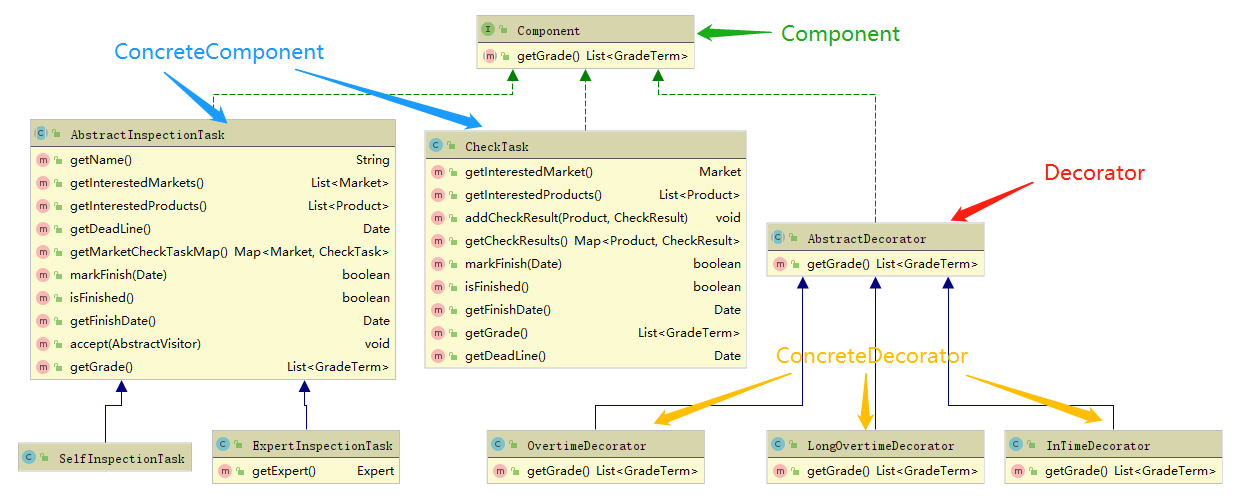 Component
getGrade() List<GradeTerm>
Component
ConcreteComponent
AbstractInspectionTask
getName() String
getInterestedMarkets() List<Market>
getInterestedProducts() List<Product>
getDeadLine() Date
getMarketCheckTaskMap() Map<Market, CheckTask>
markFinish(Date) boolean
isFinished() boolean
getFinishDate() Date
accept(AbstractVisitor) void
getGrade() List<GradeTerm>
CheckTask
getInterestedMarket() Market
getInterestedProducts() List<Product>
addCheckResult(Product, CheckResult) void
getCheckResults() Map<Product, CheckResult>
markFinish(Date) boolean
isFinished() boolean
getFinishDate() Date
getGrade() List<GradeTerm>
getDeadLine() Date
Decorator
AbstractDecorator
getGrade() List<GradeTerm>
ConcreteDecorator
SelfInspectionTask
ExpertInspectionTask
getExpert() Expert
OvertimeDecorator
getGrade() List<GradeTerm>
LongOvertimeDecorator
getGrade() List<GradeTerm>
InTimeDecorator
getGrade() List<GradeTerm>